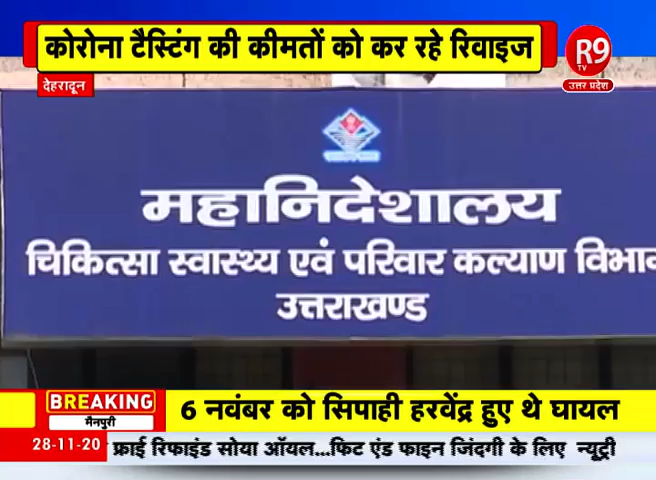 कोरोना टैस्टिंग की कीमतों को कर रहे रिवाइज
R9
TV
उत्तर प्रदेश
देहरादून
महानिदेशालय
चिकित्सा स्वास्थ्य एवं परिवार कल्याण विभा
उत्तराखण्ड
BREAKING
मैनपुरी
6 नवंबर को सिपाही हरवेंद्र हुए थे घायल
28-11-20
फ्राई रिफाइंड सोया ऑयल...फिट एंड फाइन जिंदगी के लिए न्यूट्री